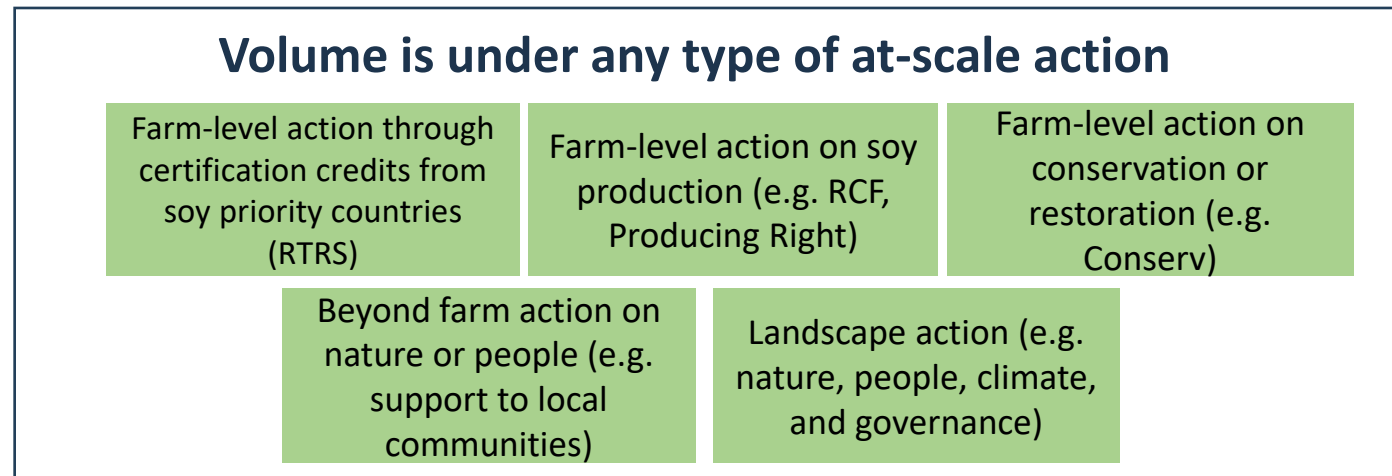 Volume is under any type of at-scale action
Farm-level action through
certification credits from
soy priority countries
(RTRS)
Farm-level action on soy
production (e.g. RCF,
Producing Right)
Farm-level action on
conservation or
restoration (e.g.
Conserv)
Beyond farm action on
nature or people (e.g.
support to local
communities)
Landscape action (e.g.
nature, people, climate,
and governance)